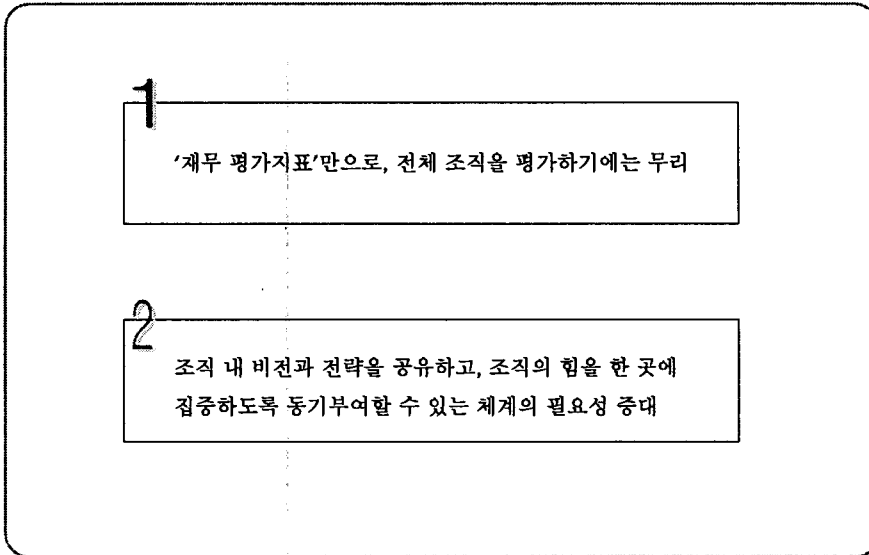 1
‘재무 평가지표’만으로, 전체 조직을 평가하기에는 무리
2
조직 내 비전과 전략을 공유하고, 조직의 힘을 한 곳에
집중하도록 동기부여할 수 있는 체계의 필요성 증대